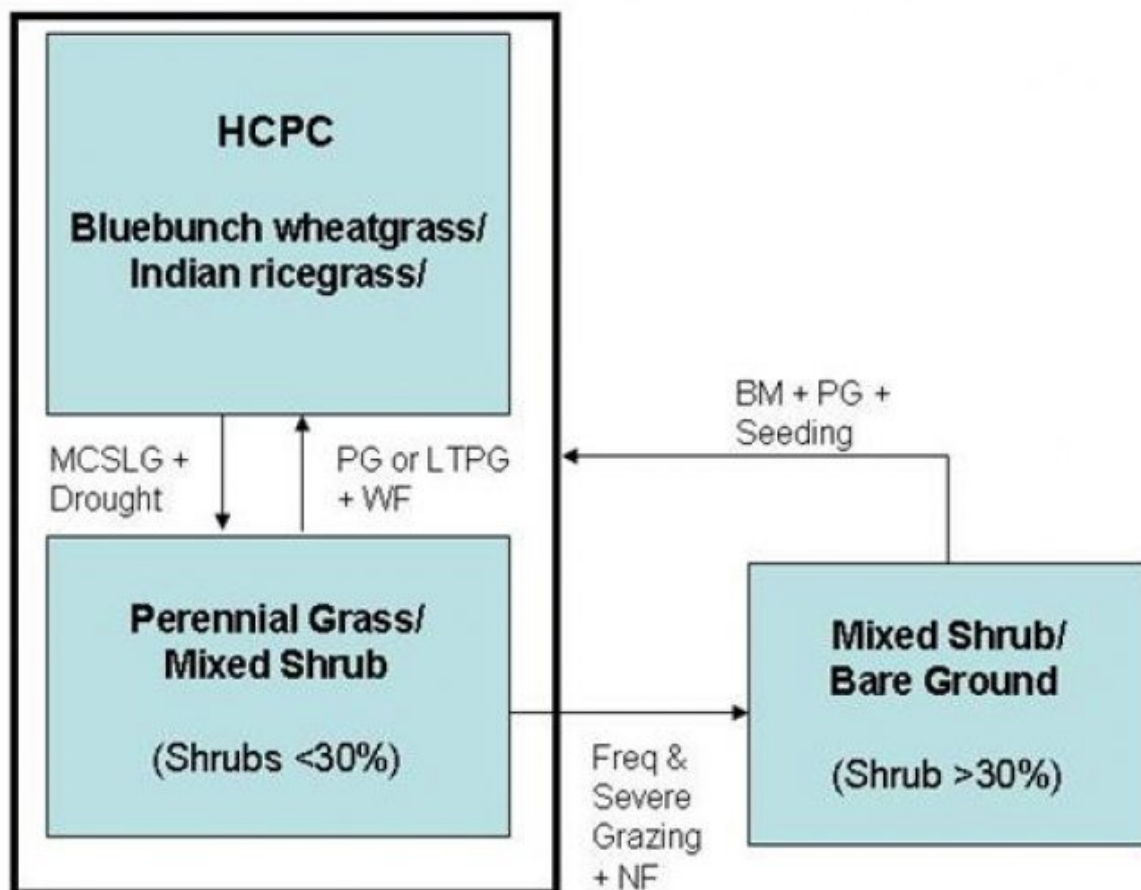 HCPC
Bluebunch wheatgrass/
Indian ricegrass/
MCSLG +
Drought
PG or LTPG
+ WF
BM + PG +
Seeding
Perennial Grass/
Mixed Shrub
(Shrubs <30%)
Freq &
Severe
Grazing
+ NF
Mixed Shrub/
Bare Ground
(Shrub >30%)